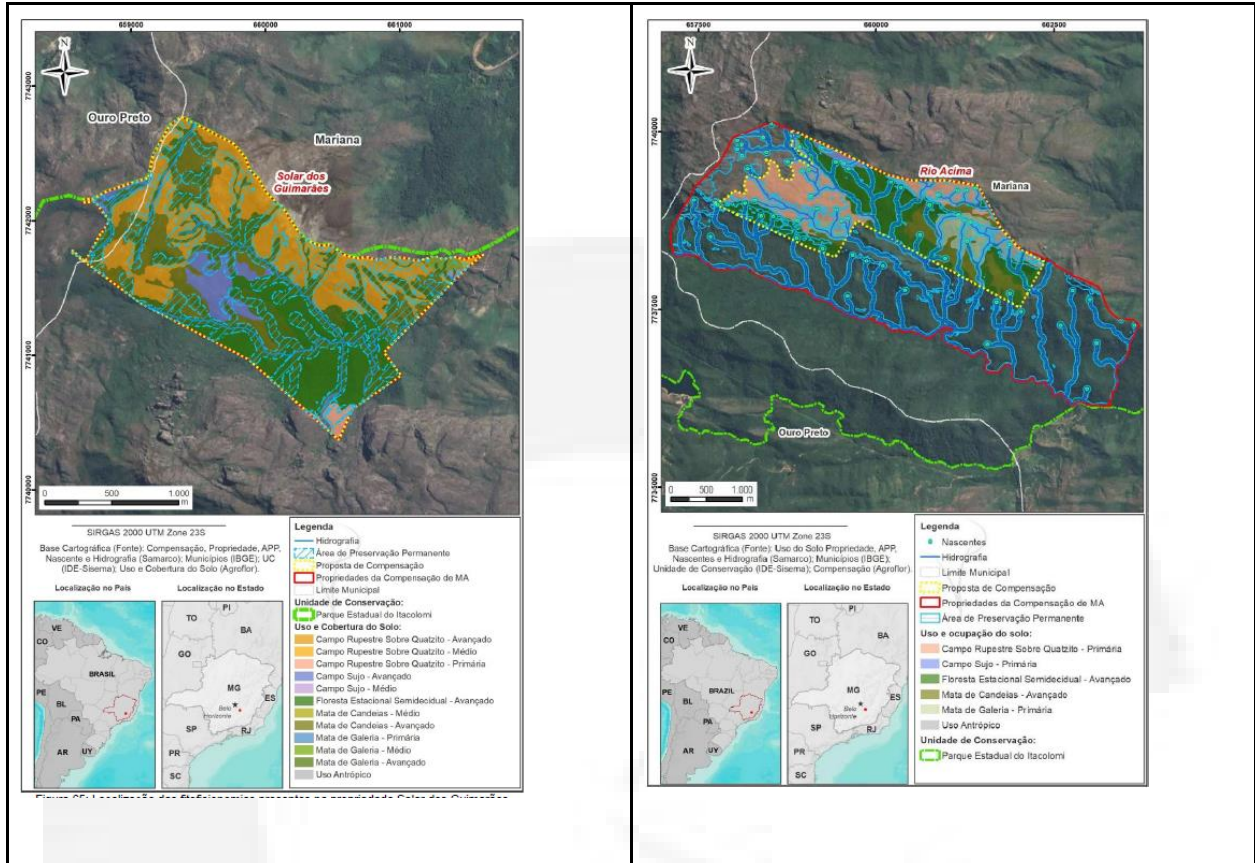 659000 660000 661000
N
7743000
Ouro Preto
Mariana
Solar dos
Guimarães
7742000
7741000
7740000
0 500 1.000
m
SIRGAS 2000 UTM Zone 23S
Base Cartográfica (Fonte): Compensação, Propriedade, APP,
Nascente e Hidrografia (Samarco); Municípios (IBGE); UC
(IDE-Sisema); Uso e Cobertura do Solo (Agroflor).
Localização no País
Localização no Estado
VE
CO
BRASIL
PE
BL
PA
AR
UY
PI
TO
BA
GO
MG
Belo
Horizonte
ES
SP
RJ
PR
SC
Legenda
Hidrografia
Área de Preservação Permanente
Proposta de Compensação
Propriedades da Compensação de MA
Limite Municipal
Unidade de Conservação:
Parque Estadual do Itacolomi
Uso e Cobertura do Solo:
Campo Rupestre Sobre Quatzito - Avançado
Campo Rupestre Sobre Quatzito - Médio
Campo Rupestre Sobre Quatzito - Primária
Campo Sujo - Avançado
Campo Sujo - Médio
Floresta Estacional Semidecidual - Avançado
Mata de Candeias - Médio
Mata de Candeias - Avançado
Mata de Galeria - Primária
Mata de Galeria - Médio
Mata de Galeria - Avançado
Uso Antrópico
657500 660000 662500
N
7740000
Rio Acima
Mariana
7737500
Ouro Preto
0 500 1.000
m
SIRGAS 2000 UTM Zone 23S
Base Cartográfica (Fonte): Uso do Solo Propriedade, APP,
Nascentes e Hidrografia (Samarco); Municípios (IBGE);
Unidade de Conservação (IDE-Sisema); Compensação (Agroflor).
Localização no País
Localização no Estado
VE
CO
BRAZIL
PE
BL
PA
AR
UY
PI
TO
BA
GO
MG
Belo
Horizonte
ES
SP
RJ
PR
SC
Legenda
Nascentes
Hidrografia
Limite Municipal
Proposta de Compensação
Propriedades da Compensação de MA
Área de Preservação Permanente
Uso e ocupação do solo:
Campo Rupestre Sobre Quatzito - Primária
Campo Sujo - Primária
Floresta Estacional Semidecidual - Avançado
Mata de Candeias - Avançado
Mata de Galeria - Primária
Uso Antrópico
Unidade de Conservação:
Parque Estadual do Itacolomi